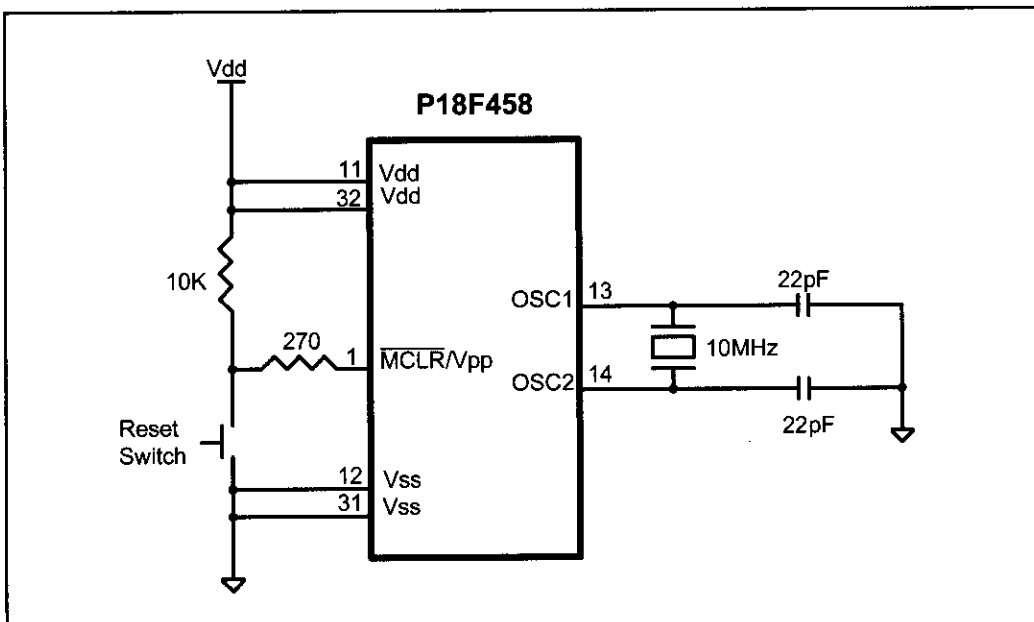 Vdd
P18F458
11
Vdd
32
Vdd
10K
270
1
MCLR/Vpp
Reset
Switch
12
Vss
31
Vss
OSC1
13
22pF
10MHz
OSC2
14
22pF